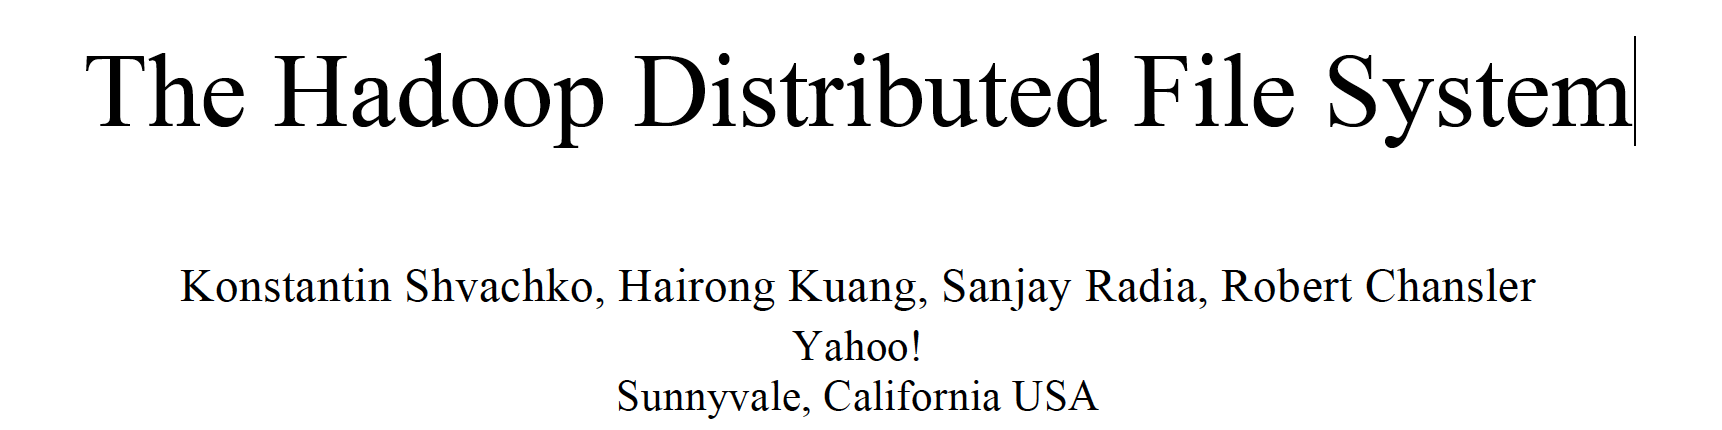 The Hadoop Distributed File System
Konstantin Shvachko, Hairong Kuang, Sanjay Radia, Robert Chansler
Yahoo!
Sunnyvale, California USA